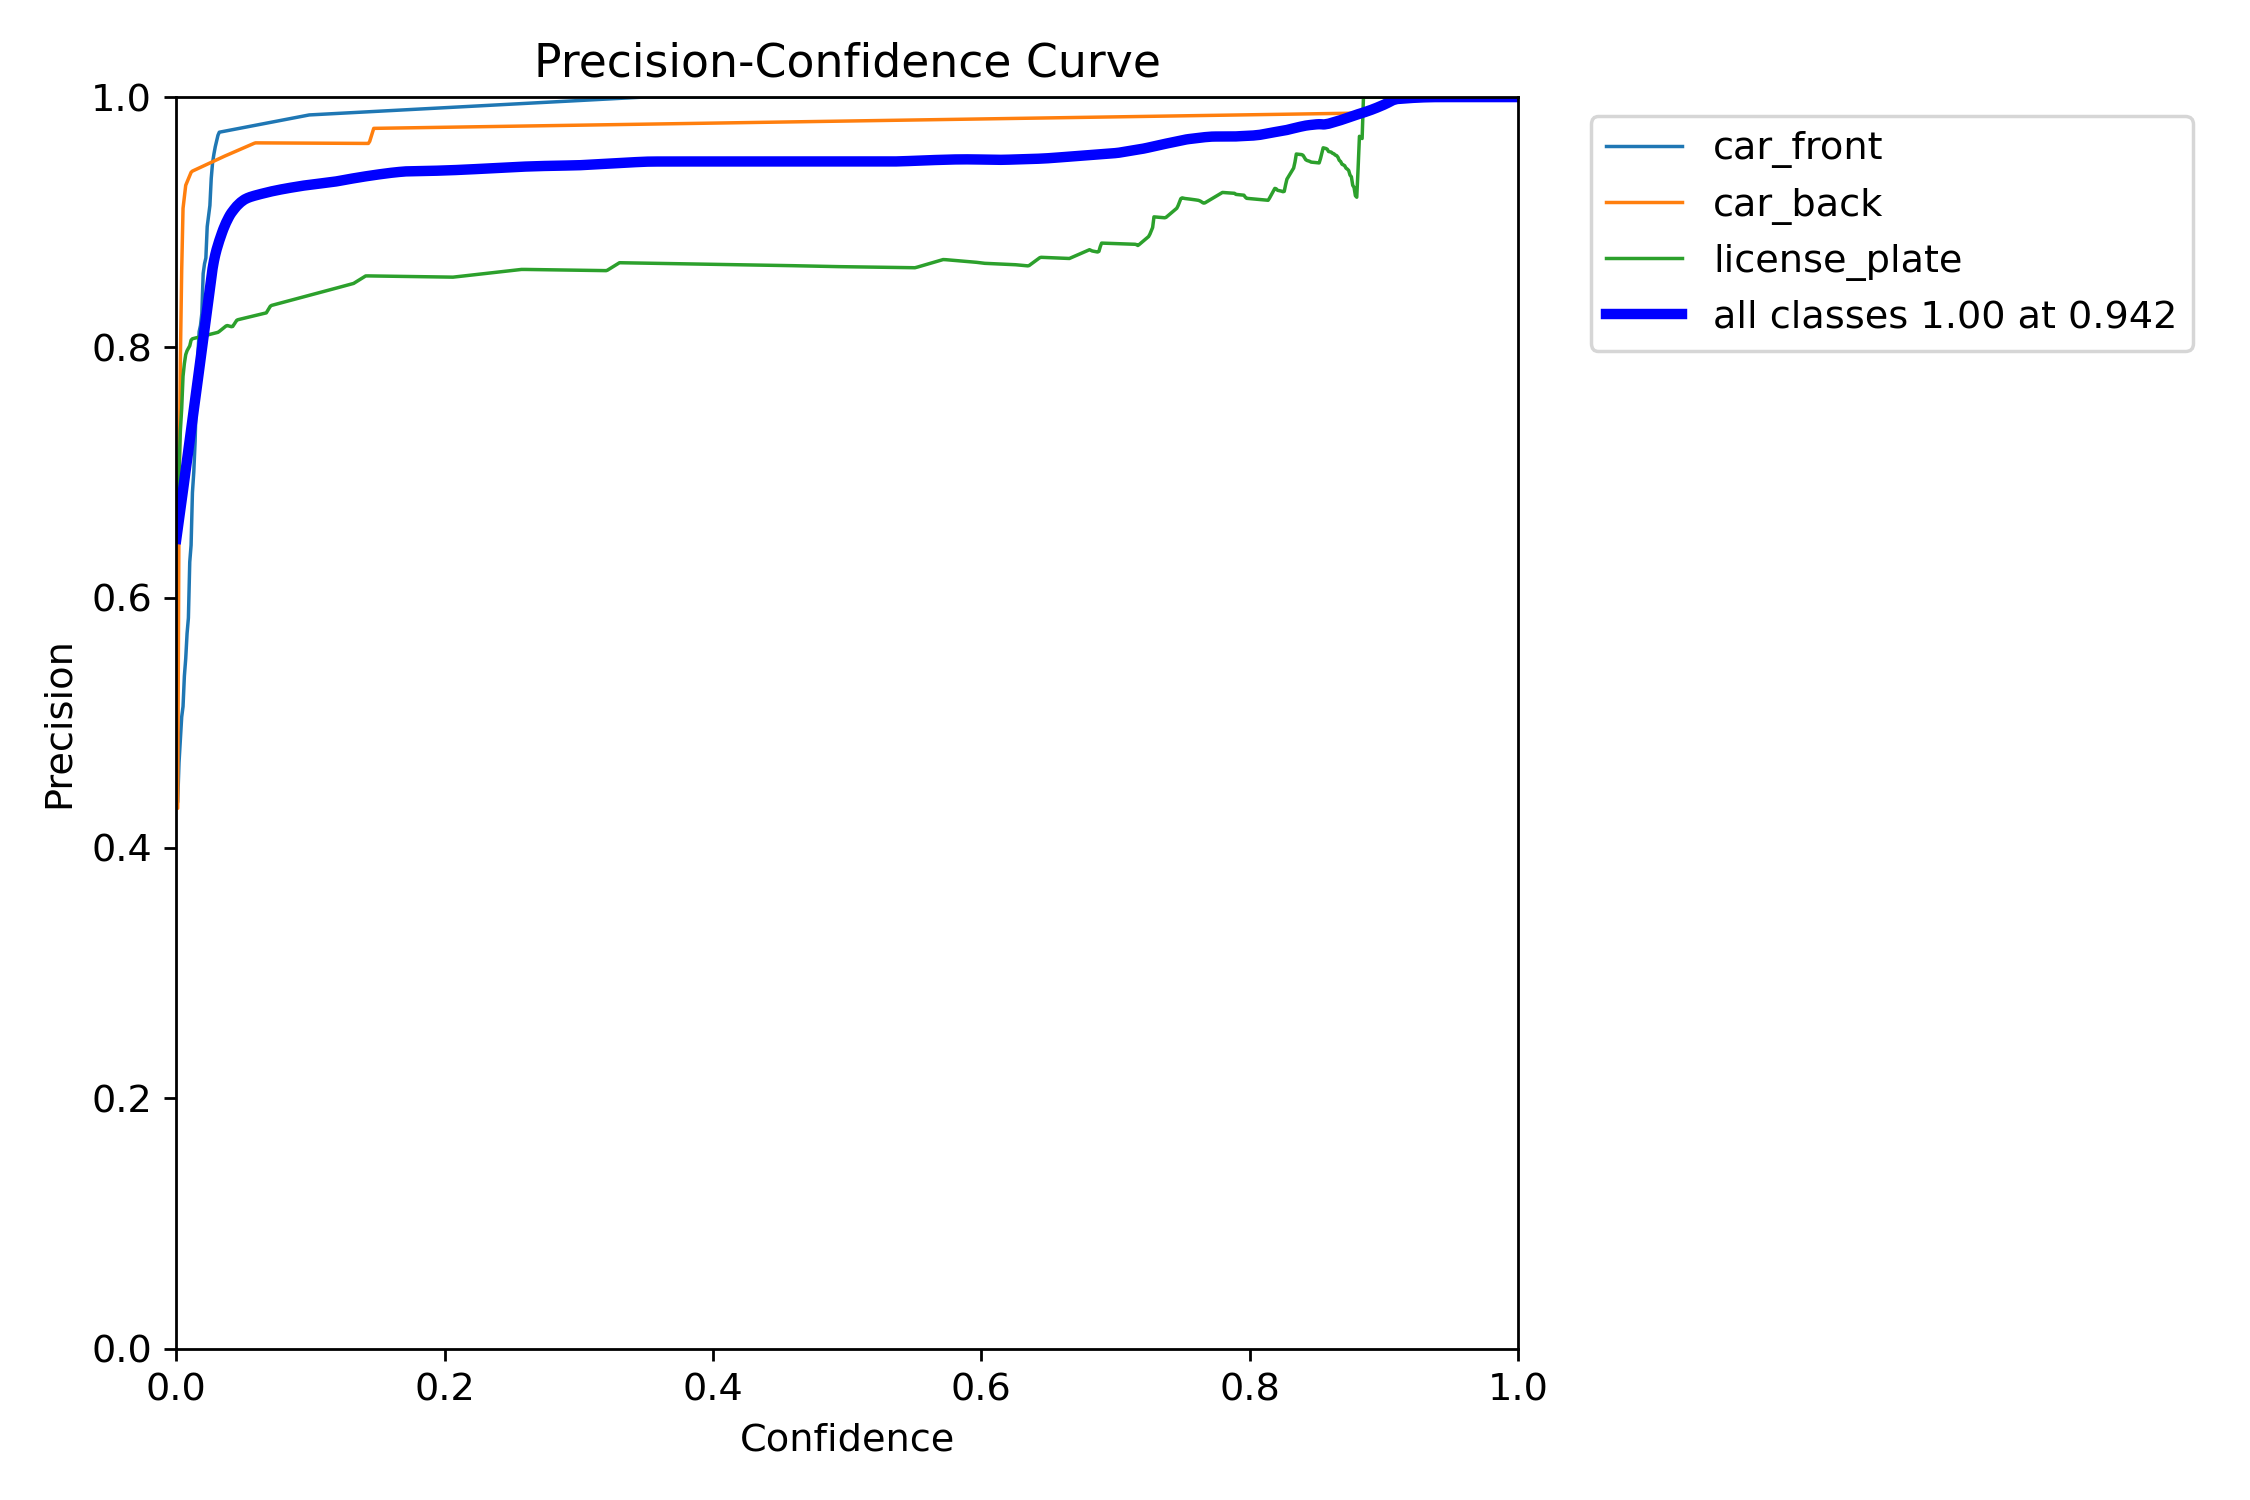 Precision-Confidence Curve
1.0
0.8
0.6
0.4
0.2
0.0
Precision
0.0 0.2 0.4 0.6 0.8 1.0
Confidence
car_front
car_back
license_plate
all classes 1.00 at 0.942